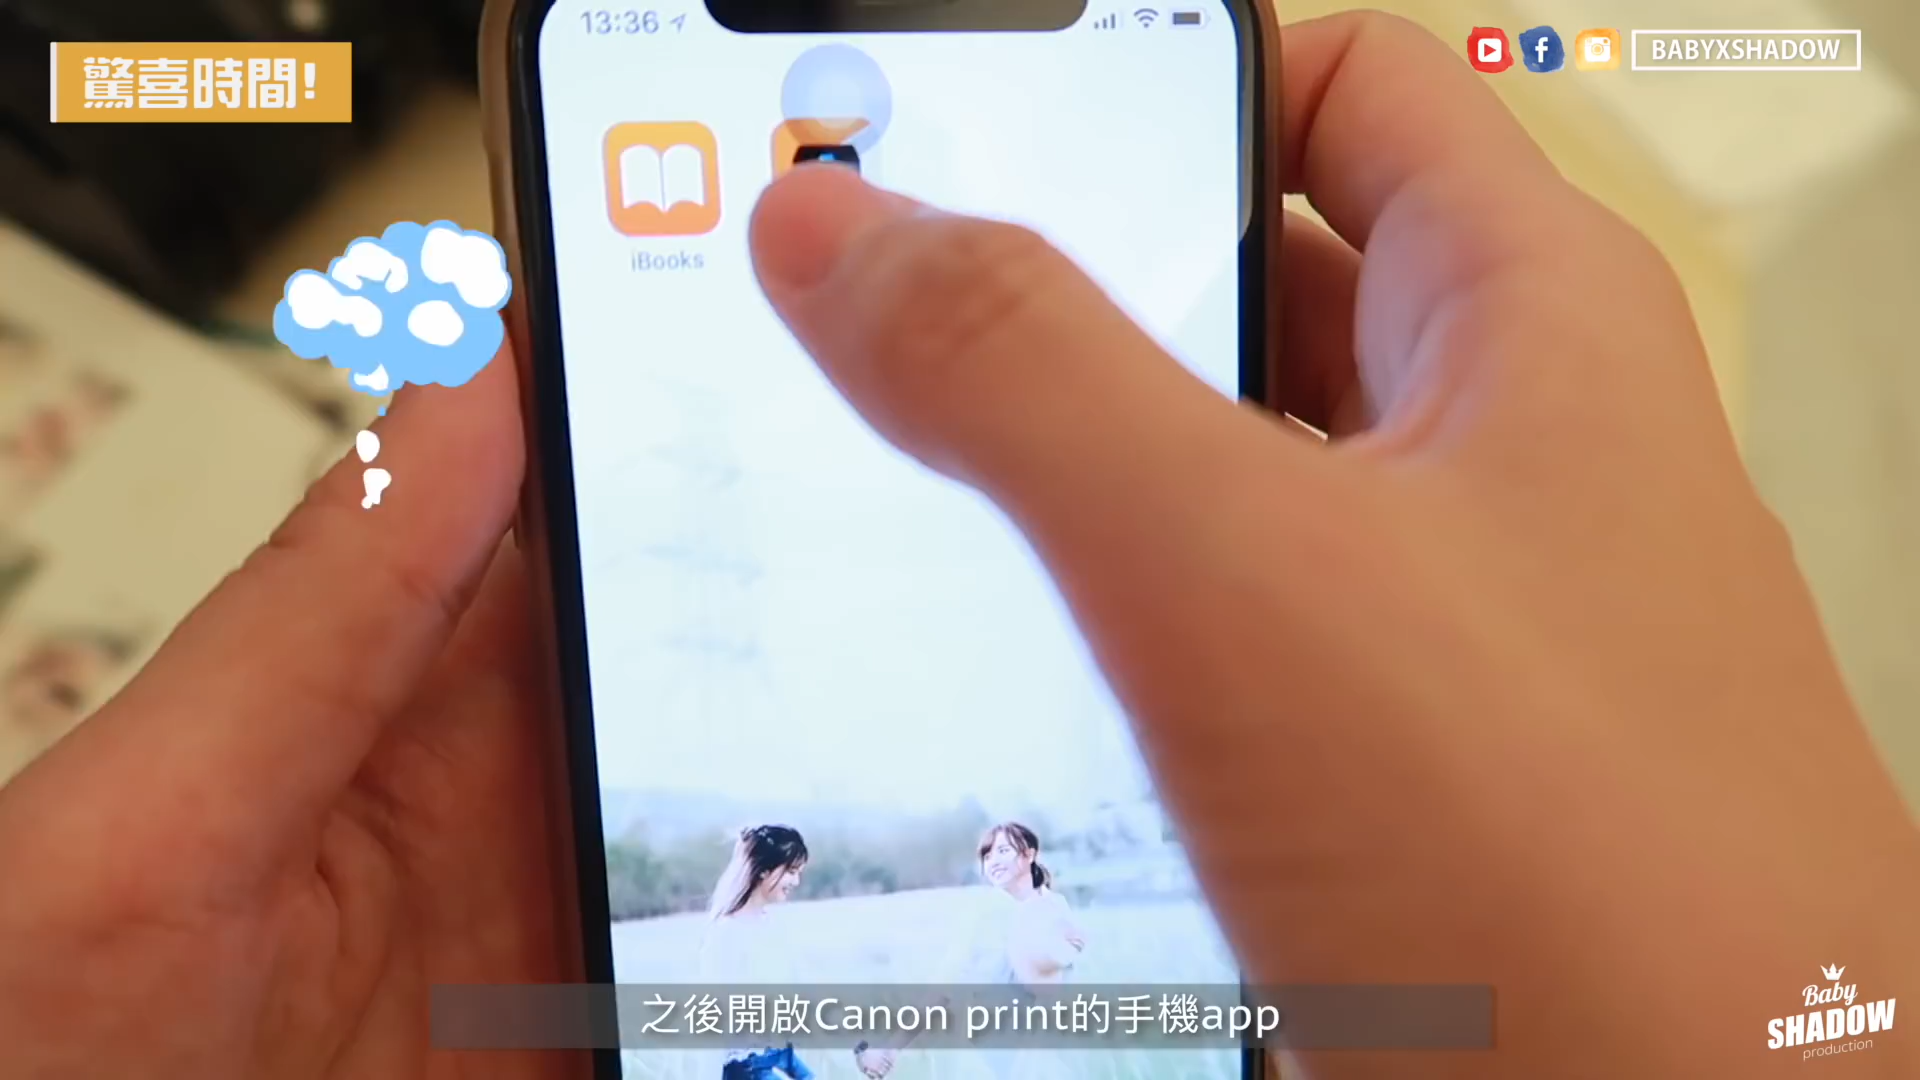 13:36
驚喜時間!
BABYXSHADOW
iBooks
之後開啟Canon print的手機app
Baby
SHADOW
production